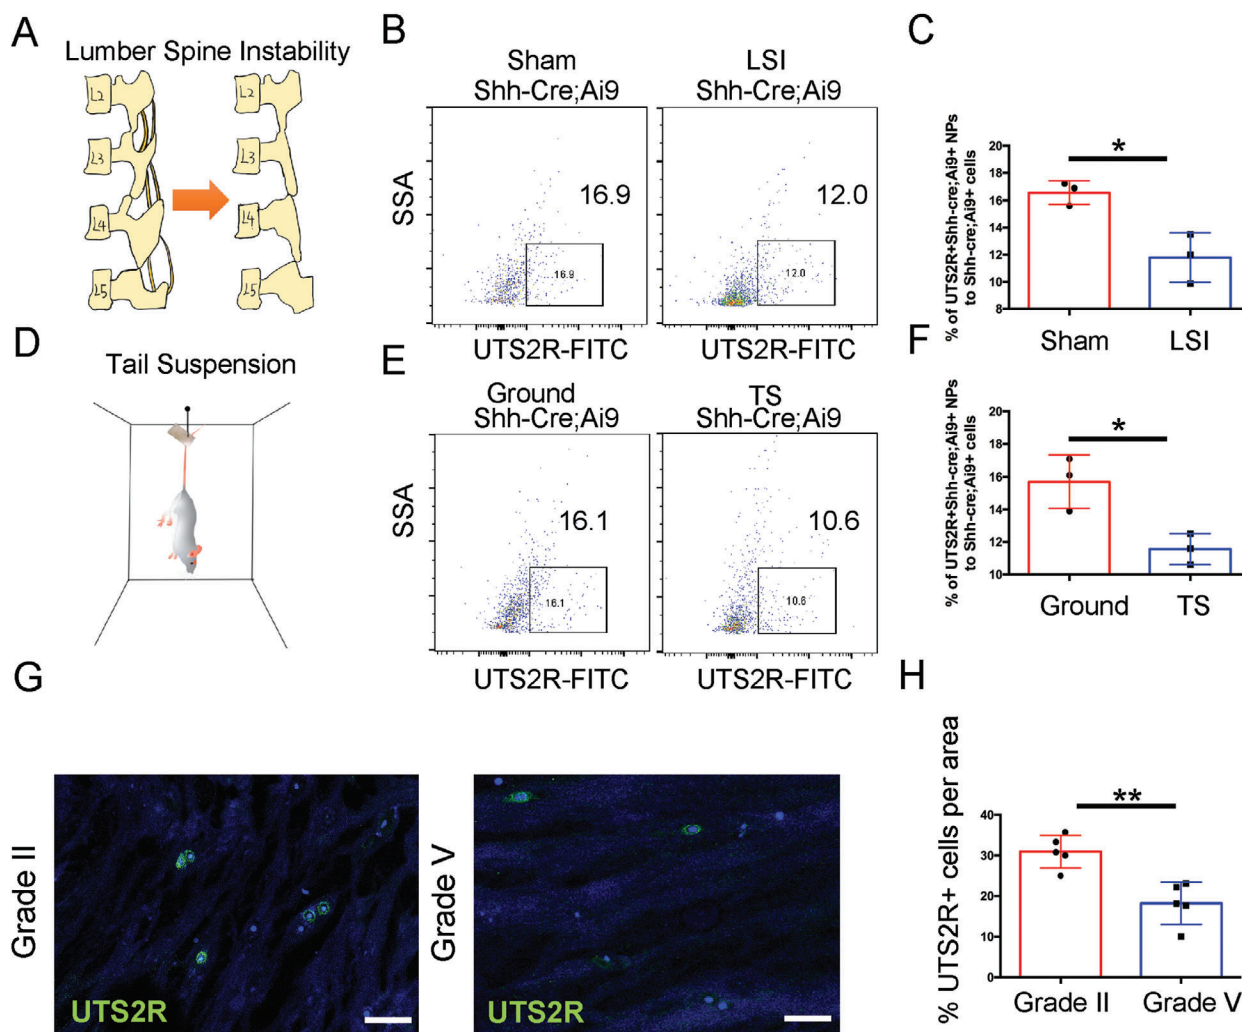 A
Lumber Spine Instability
L2
L3
L4
L5
L2
L3
L4
L5
B
Sham
Shh-Cre;Ai9
LSI
Shh-Cre;Ai9
SSA
16.9
16.9
12.0
12.0
UTS2R-FITC
UTS2R-FITC
C
% of UTS2R+Shh-cre;Ai9+ NPs
to Shh-cre;Ai9+ cells
20
18
16
14
12
10
8
*
Sham
LSI
D
Tail Suspension
E
Ground
Shh-Cre;Ai9
TS
Shh-Cre;Ai9
SSA
16.1
16.1
10.6
10.6
UTS2R-FITC
UTS2R-FITC
F
% of UTS2R+Shh-cre;Ai9+ NPs
to Shh-cre;Ai9+ cells
20
18
16
14
12
10
*
Ground
TS
G
Grade II
UTS2R
Grade V
UTS2R
H
% UTS2R+ cells per area
40
30
20
10
0
**
Grade II
Grade V